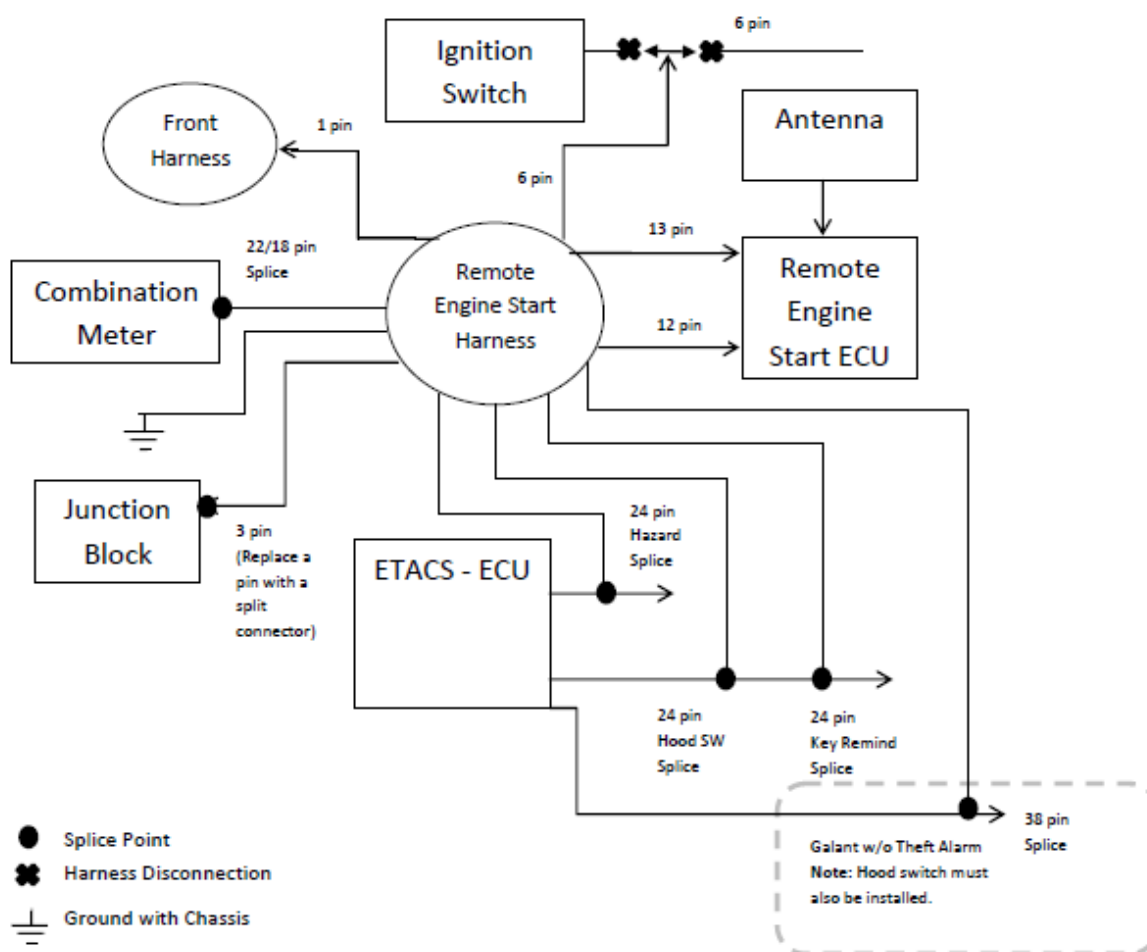 Ignition
Switch
6 pin
Front
Harness
1 pin
Antenna
6 pin
13 pin
22/18 pin
Splice
Combination
Meter
Remote
Engine Start
Harness
Remote
Engine
Start ECU
12 pin
Junction
Block
3 pin
(Replace a
pin with a
split
connector)
ETACS - ECU
24 pin
Hazard
Splice
24 pin
Hood SW
Splice
24 pin
Key Remind
Splice
38 pin
Splice
Galant w/o Theft Alarm
Note: Hood switch must
also be installed.
Splice Point
Harness Disconnection
Ground with Chassis